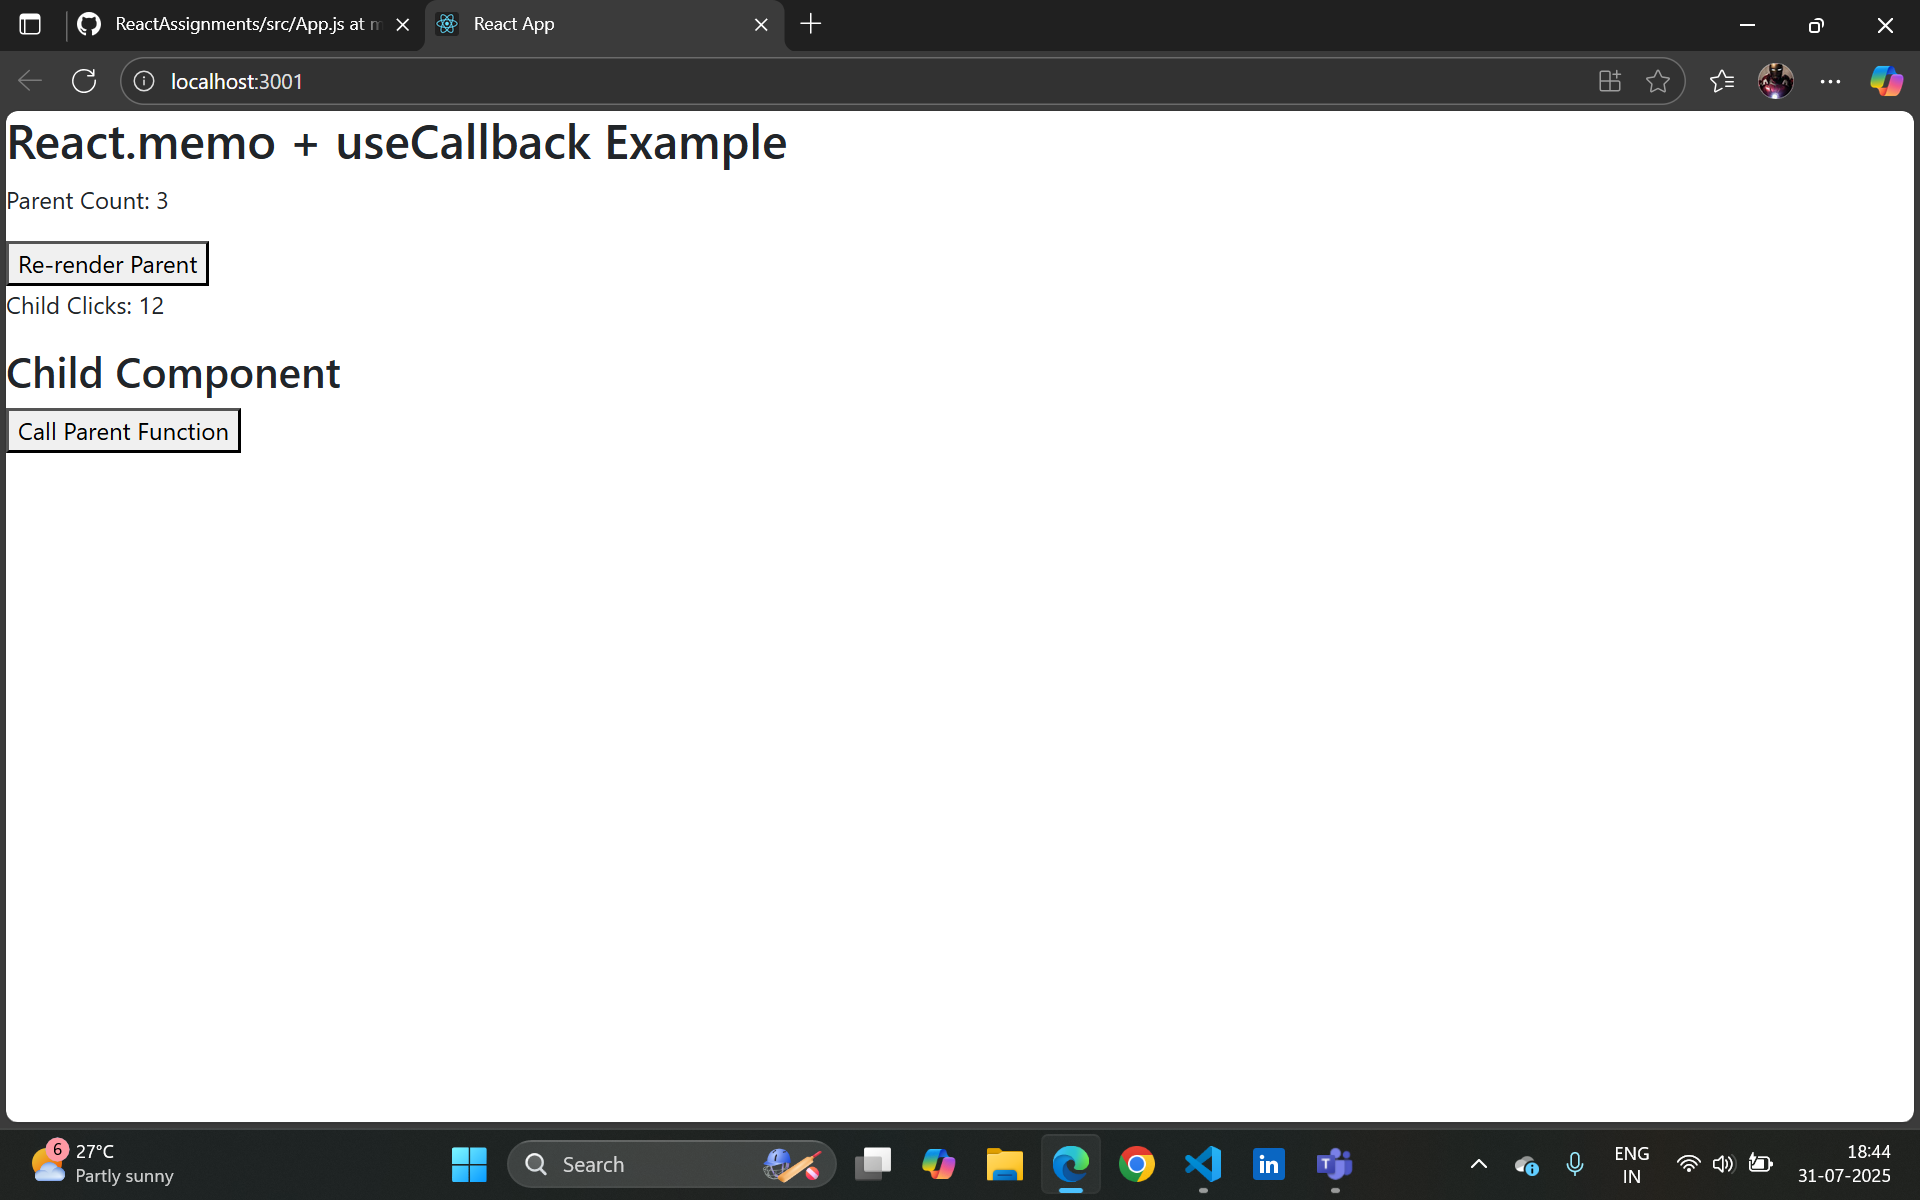 ReactAssignments/src/App.js at m
React App
localhost:3001
React.memo + useCallback Example
Parent Count: 3
Re-render Parent
Child Clicks: 12
Child Component
Call Parent Function
6
27°C
Partly sunny
Search
ENG
IN
18:44
31-07-2025